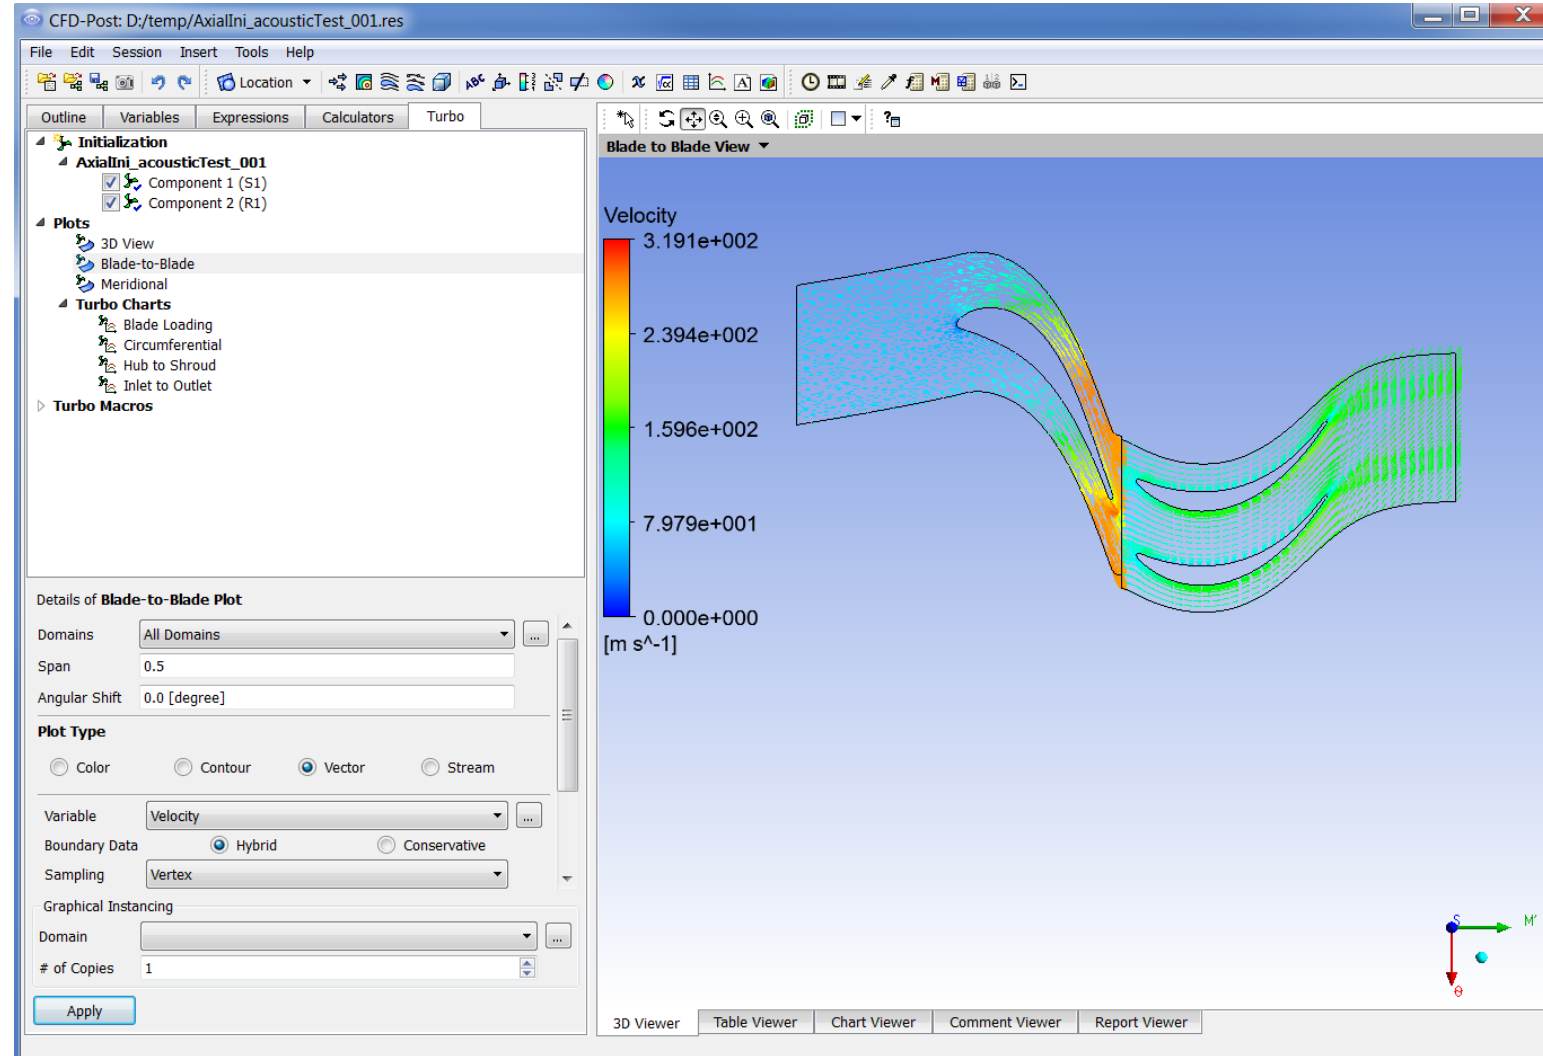 CFD-Post: D:/temp/AxialIni_acousticTest_001.res
File Edit Session Insert Tools Help
Location
Outline Variables Expressions Calculators Turbo
Initialization
AxialIni_acousticTest_001
Component 1 (S1)
Component 2 (R1)
Plots
3D View
Blade-to-Blade
Meridional
Turbo Charts
Blade Loading
Circumferential
Hub to Shroud
Inlet to Outlet
Turbo Macros
Details of Blade-to-Blade Plot
Domains All Domains ...
Span 0.5
Angular Shift 0.0 [degree]
Plot Type
Color Contour Vector Stream
Variable Velocity ...
Boundary Data Hybrid Conservative
Sampling Vertex
Graphical Instancing
Domain ...
# of Copies 1
Apply
Blade to Blade View
Velocity
3.191e+002
2.394e+002
1.596e+002
7.979e+001
0.000e+000
[m s^-1]
S M'
θ
3D Viewer Table Viewer Chart Viewer Comment Viewer Report Viewer